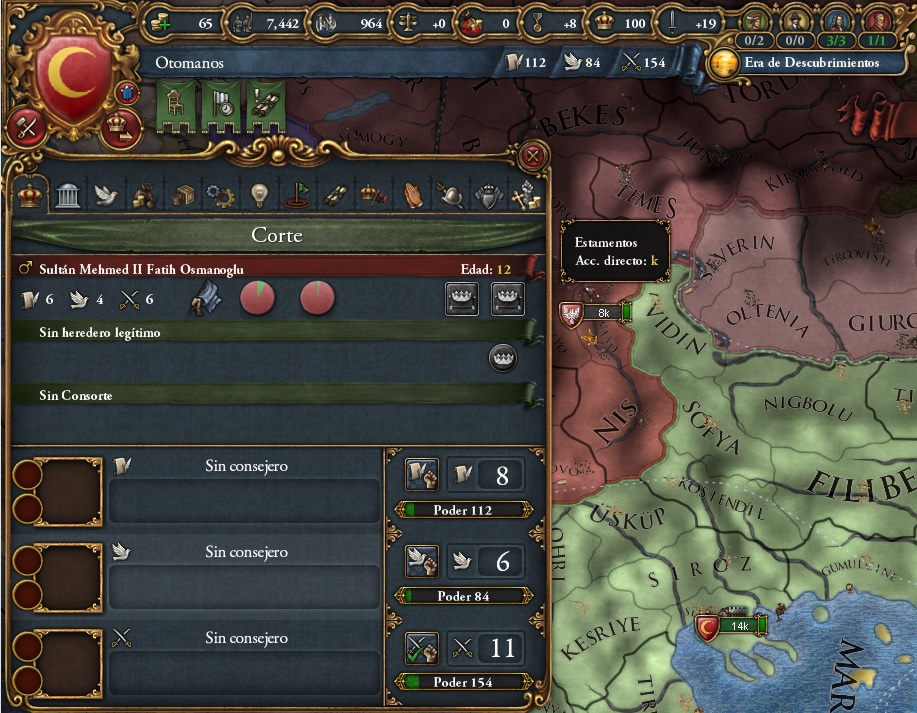 65 7,442 964 +0 0 +8 100 +19
0/2 0/0 3/3 1/1
Otomanos 112 84 154
Era de Descubrimientos
Corte
Sultán Mehmed II Fatih Osmanoglu Edad: 12
6 4 6
Sin heredero legítimo
Sin Consorte
Sin consejero 8
Poder 112
Sin consejero 6
Poder 84
Sin consejero 11
Poder 154
Estamentos
Acc. directo: k
SOMOGY
BEKES
TEMES
SEVERIN
TÎRGOVESTE
OLTENIA
GIURG
8k
VIDIN
NIS
SOFYA
NIGBOLU
FILIBE
KOSTENDIL
ÜSKÜP
OHRI
SIROZ
GUMULCINE
KESRIYE
14k
MAR